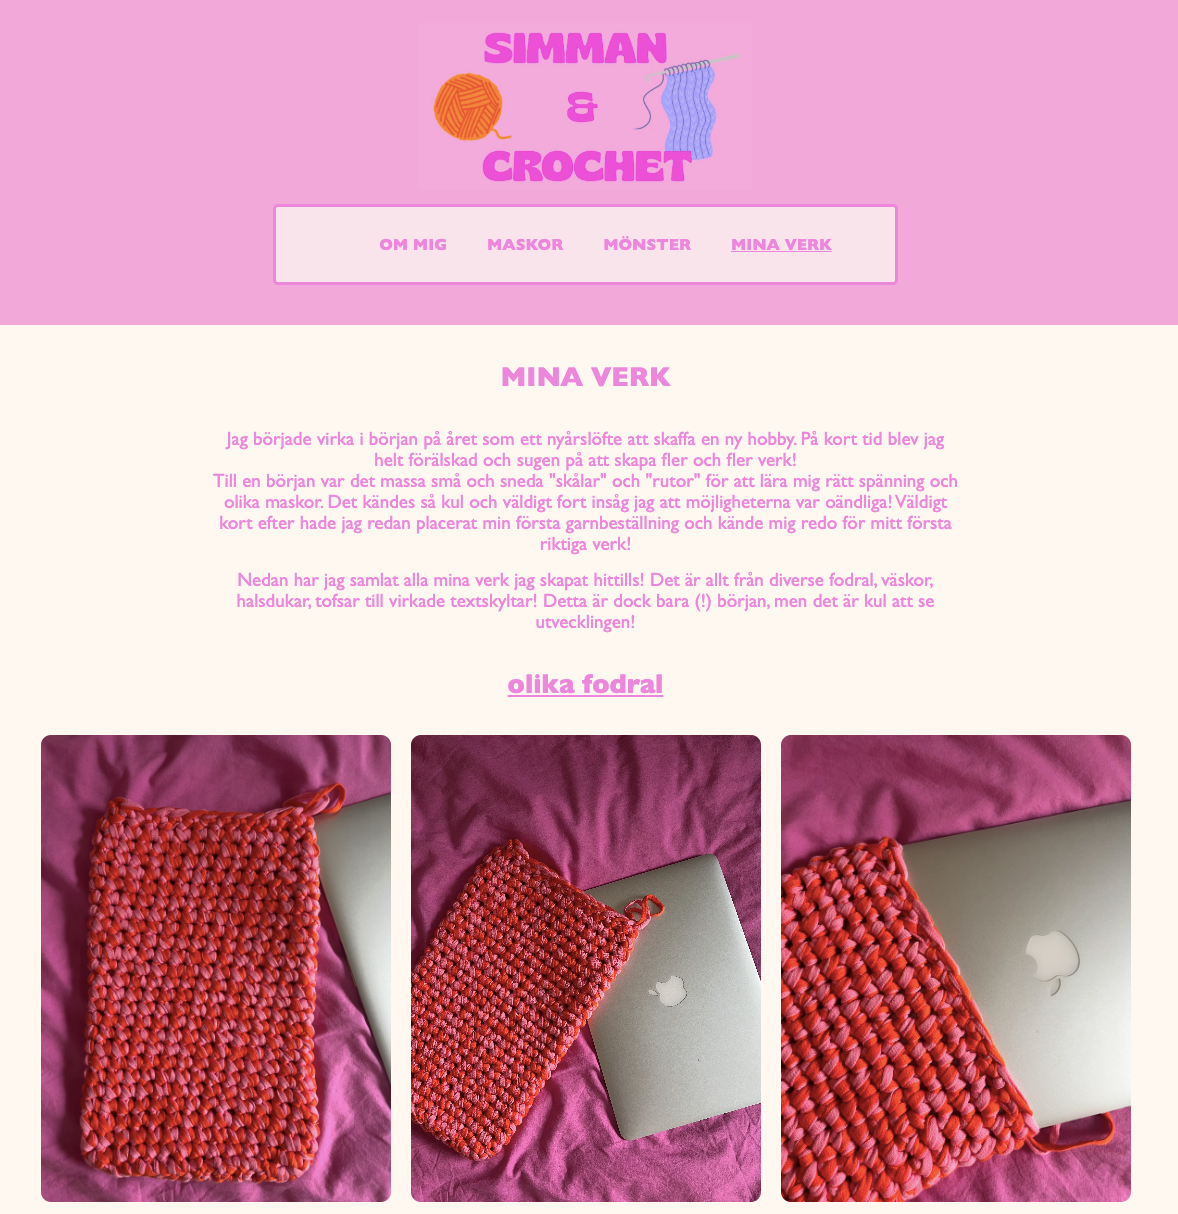 SIMMAN
&
CROCHET
OM MIG MASKOR MÖNSTER MINA VERK
MINA VERK
Jag började virka i början på året som ett nyårslöfte att skaffa en ny hobby. På kort tid blev jag
helt förälskad och sugen på att skapa fler och fler verk!
Till en början var det massa små och sneda "skålar" och "rutor" för att lära mig rätt spänning och
olika maskor. Det kändes så kul och väldigt fort insåg jag att möjligheterna var oändliga! Väldigt
kort efter hade jag redan placerat min första garnbeställning och kände mig redo för mitt första
riktiga verk!
Nedan har jag samlat alla mina verk jag skapat hittills! Det är allt från diverse fodral, väskor,
halsdukar, tofsar till virkade textskyltar! Detta är dock bara (!) början, men det är kul att se
utvecklingen!
olika fodral